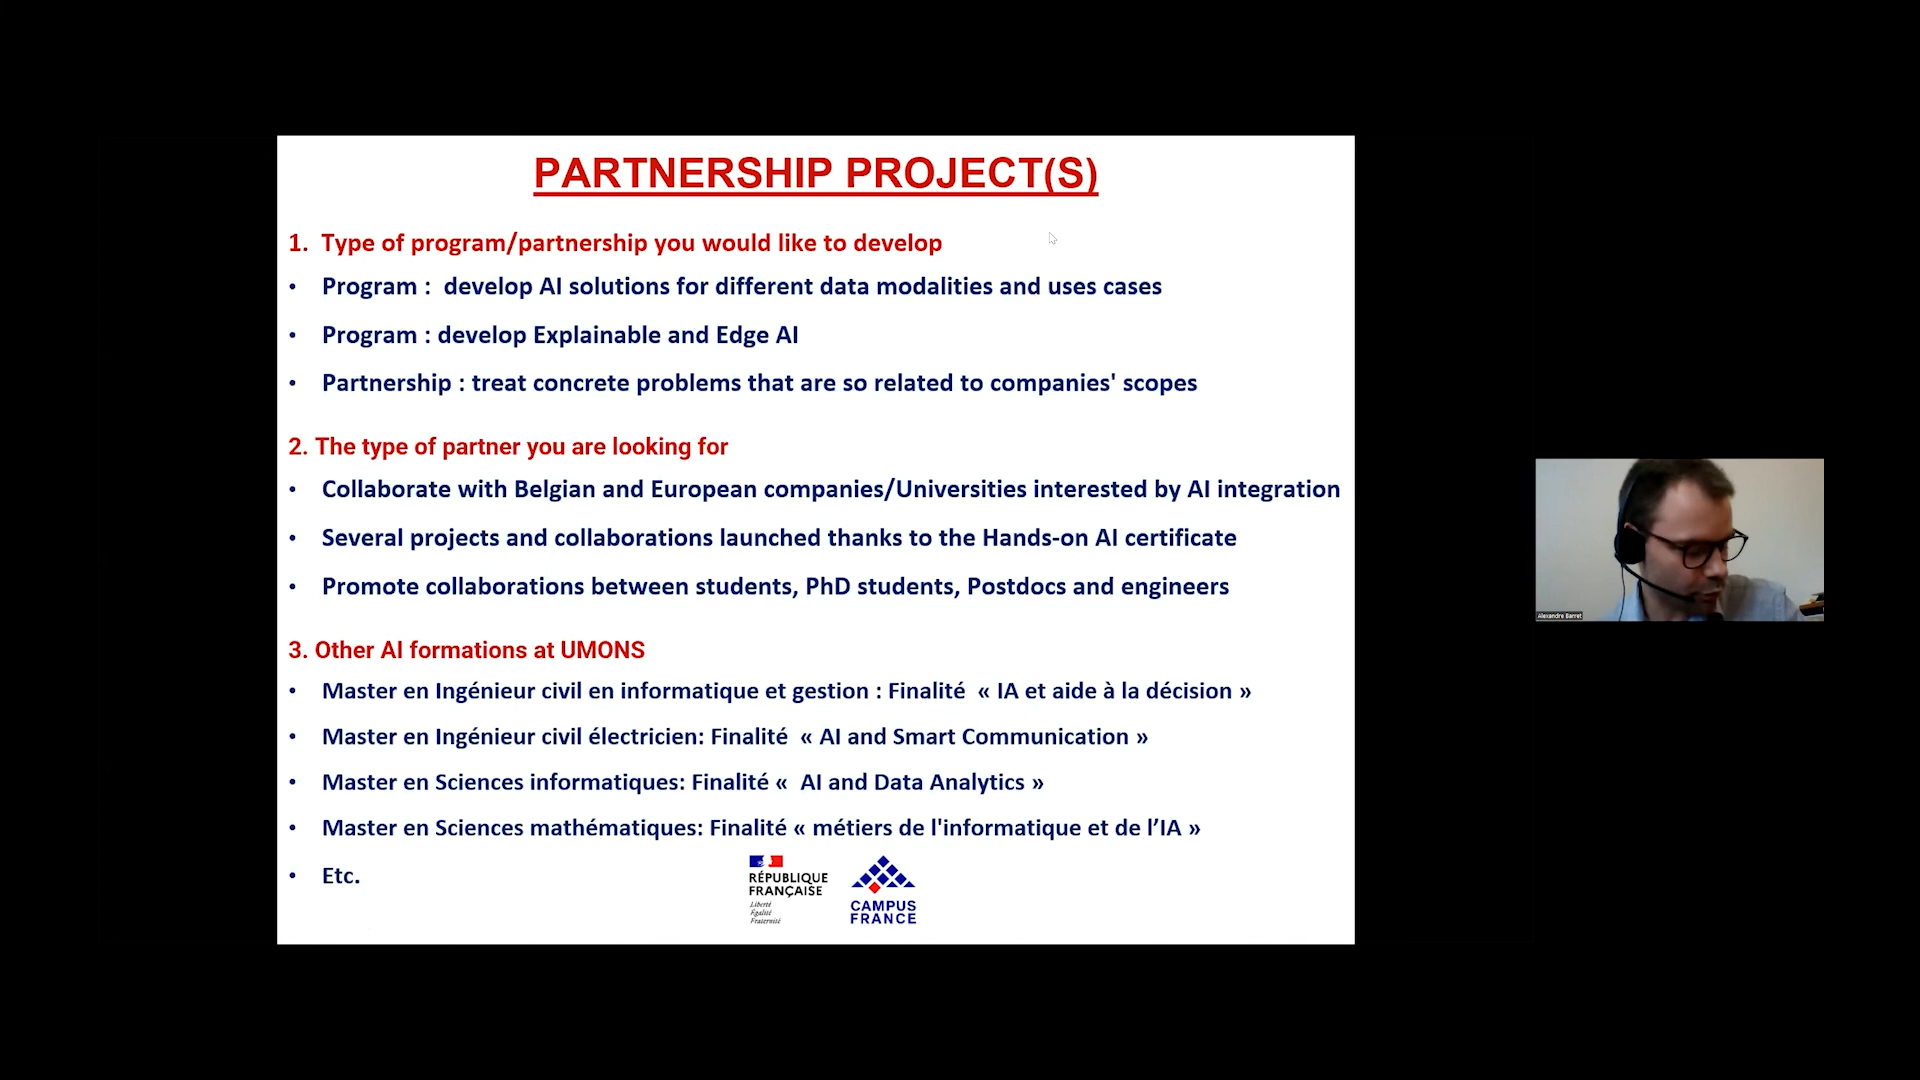 PARTNERSHIP PROJECT(S)
1. Type of program/partnership you would like to develop
• Program : develop AI solutions for different data modalities and uses cases
• Program : develop Explainable and Edge AI
• Partnership : treat concrete problems that are so related to companies' scopes
2. The type of partner you are looking for
• Collaborate with Belgian and European companies/Universities interested by AI integration
• Several projects and collaborations launched thanks to the Hands-on AI certificate
• Promote collaborations between students, PhD students, Postdocs and engineers
3. Other AI formations at UMONS
• Master en Ingénieur civil en informatique et gestion : Finalité « IA et aide à la décision »
• Master en Ingénieur civil électricien: Finalité « AI and Smart Communication »
• Master en Sciences informatiques: Finalité « AI and Data Analytics »
• Master en Sciences mathématiques: Finalité « métiers de l'informatique et de l’IA »
• Etc.
RÉPUBLIQUE
FRANÇAISE
Liberté
Égalité
Fraternité
CAMPUS
FRANCE
Alexandre Barret